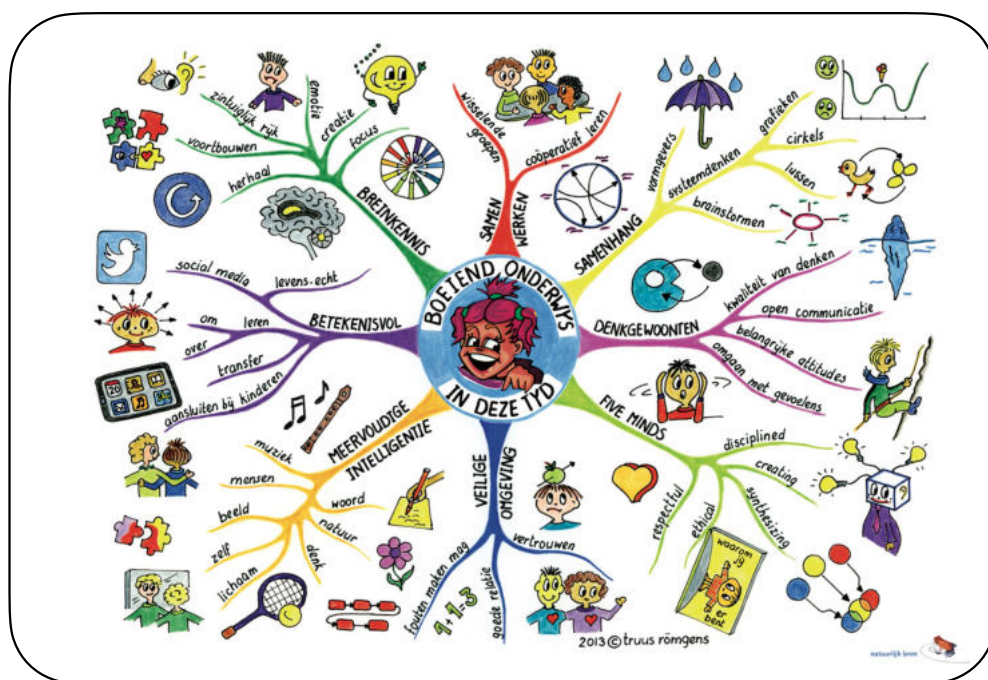 BOEIEND ONDERWYS
IN DEZE TYD
SAMEN
WERKEN
wisselende
groepen
coöperatief leren
SAMENHANG
vormgevers
systeemdenken
grafieken
cirkels
lussen
brainstormen
DENKGEWOONTEN
kwaliteit van denken
open communicatie
belangrijke attitudes
omgaan met gevoelens
FIVE MINDS
disciplined
creating
synthesizing
ethical
respectful
waarom
jij
er
bent
VEILIGE
OMGEVING
vertrouwen
goede relatie
fouten maken mag
1+1=3
MEERVOUDIGE
INTELLIGENTIE
muziek
mensen
beeld
zelf
lichaam
denk
natuur
woord
BETEKENISVOL
social media
levens-echt
leren
om
over
transfer
aansluiten bij kinderen
20
BREINKENNIS
herhaal
voortbouwen
zintuiglijk rijk
emotie
creatie
focus
?
2013 © truus römgens
natuurlijk leren